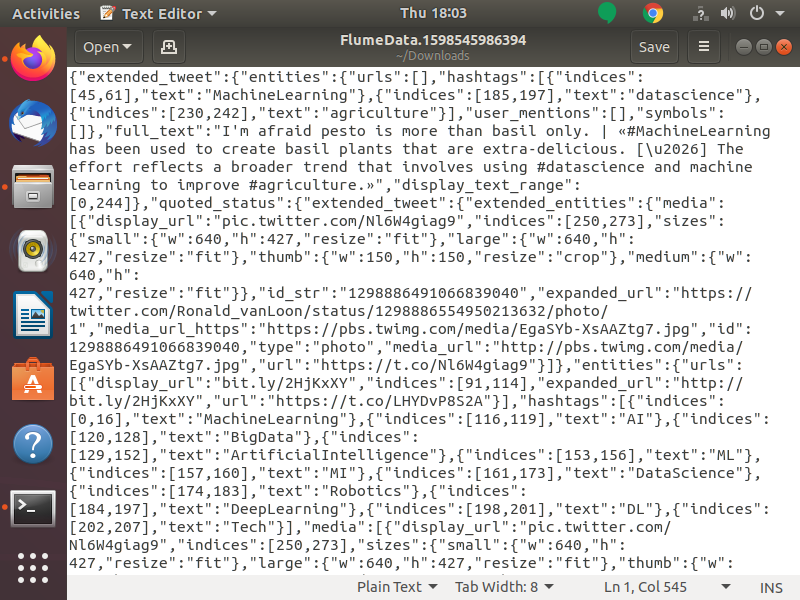 Activities
Text Editor
Thu 18:03
Open
FlumeData.1598545986394
~/Downloads
Save
{"extended_tweet":{"entities":{"urls":[],"hashtags":[{"indices":
[45,61],"text":"MachineLearning"},{"indices":[185,197],"text":"datascience"},
{"indices":[230,242],"text":"agriculture"}],"user_mentions":[],"symbols":
[]},"full_text":"I'm afraid pesto is more than basil only. | «#MachineLearning
has been used to create basil plants that are extra-delicious. [\u2026] The
effort reflects a broader trend that involves using #datascience and machine
learning to improve #agriculture.»","display_text_range":
[0,244]},"quoted_status":{"extended_tweet":{"extended_entities":{"media":
[{"display_url":"pic.twitter.com/Nl6W4giag9","indices":[250,273],"sizes":
{"small":{"w":640,"h":427,"resize":"fit"},"large":{"w":640,"h":
427,"resize":"fit"},"thumb":{"w":150,"h":150,"resize":"crop"},"medium":{"w":
640,"h":
427,"resize":"fit"}},"id_str":"1298886491066839040","expanded_url":"https://
twitter.com/Ronald_vanLoon/status/1298886554950213632/photo/
1","media_url_https":"https://pbs.twimg.com/media/EgaSYb-XsAAZtg7.jpg","id":
1298886491066839040,"type":"photo","media_url":"http://pbs.twimg.com/media/
EgaSYb-XsAAZtg7.jpg","url":"https://t.co/Nl6W4giag9"}]},"entities":{"urls":
[{"display_url":"bit.ly/2HjKxXY","indices":[91,114],"expanded_url":"http://
bit.ly/2HjKxXY","url":"https://t.co/LHYDvP8S2A"}],"hashtags":[{"indices":
[0,16],"text":"MachineLearning"},{"indices":[116,119],"text":"AI"},{"indices":
[120,128],"text":"BigData"},{"indices":
[129,152],"text":"ArtificialIntelligence"},{"indices":[153,156],"text":"ML"},
{"indices":[157,160],"text":"MI"},{"indices":[161,173],"text":"DataScience"},
{"indices":[174,183],"text":"Robotics"},{"indices":
[184,197],"text":"DeepLearning"},{"indices":[198,201],"text":"DL"},{"indices":
[202,207],"text":"Tech"}],"media":[{"display_url":"pic.twitter.com/
Nl6W4giag9","indices":[250,273],"sizes":{"small":{"w":640,"h":
427,"resize":"fit"},"large":{"w":640,"h":427,"resize":"fit"},"thumb":{"w":
Plain Text
Tab Width: 8
Ln 1, Col 545
INS